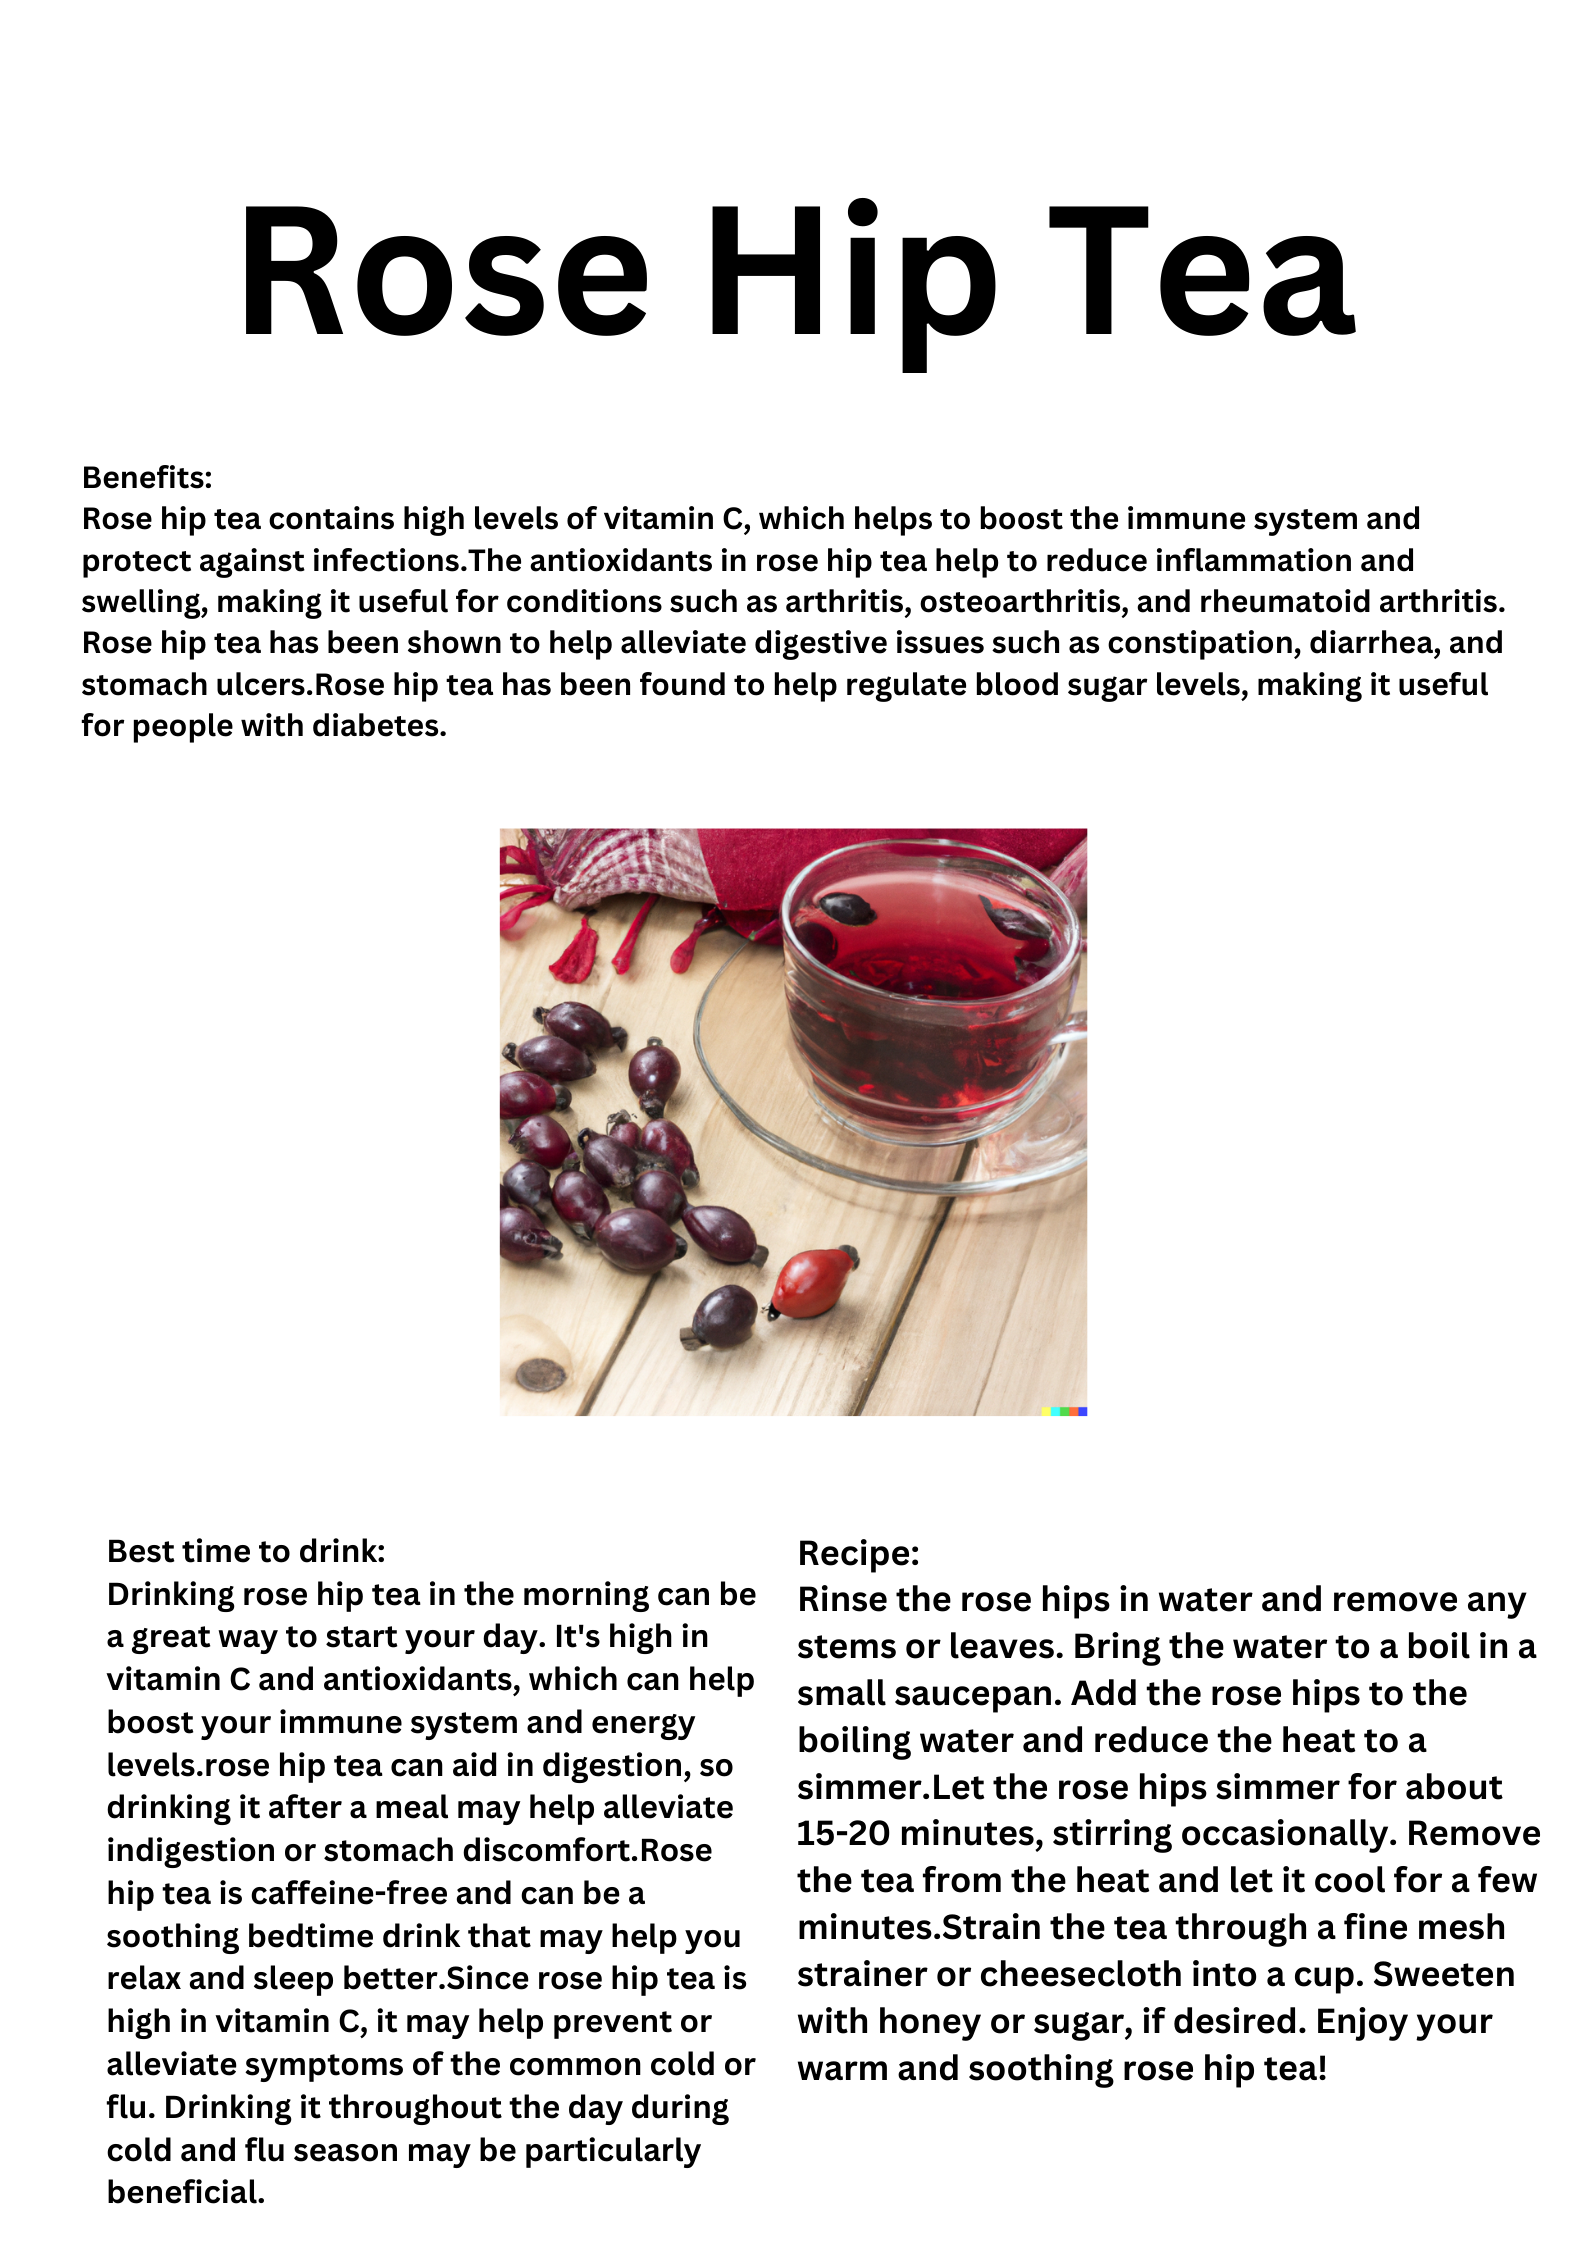 Rose Hip Tea
Benefits:
Rose hip tea contains high levels of vitamin C, which helps to boost the immune system and
protect against infections.The antioxidants in rose hip tea help to reduce inflammation and
swelling, making it useful for conditions such as arthritis, osteoarthritis, and rheumatoid arthritis.
Rose hip tea has been shown to help alleviate digestive issues such as constipation, diarrhea, and
stomach ulcers.Rose hip tea has been found to help regulate blood sugar levels, making it useful
for people with diabetes.
Best time to drink:
Drinking rose hip tea in the morning can be
a great way to start your day. It's high in
vitamin C and antioxidants, which can help
boost your immune system and energy
levels.rose hip tea can aid in digestion, so
drinking it after a meal may help alleviate
indigestion or stomach discomfort.Rose
hip tea is caffeine-free and can be a
soothing bedtime drink that may help you
relax and sleep better.Since rose hip tea is
high in vitamin C, it may help prevent or
alleviate symptoms of the common cold or
flu. Drinking it throughout the day during
cold and flu season may be particularly
beneficial.
Recipe:
Rinse the rose hips in water and remove any
stems or leaves. Bring the water to a boil in a
small saucepan. Add the rose hips to the
boiling water and reduce the heat to a
simmer.Let the rose hips simmer for about
15-20 minutes, stirring occasionally. Remove
the tea from the heat and let it cool for a few
minutes.Strain the tea through a fine mesh
strainer or cheesecloth into a cup. Sweeten
with honey or sugar, if desired. Enjoy your
warm and soothing rose hip tea!